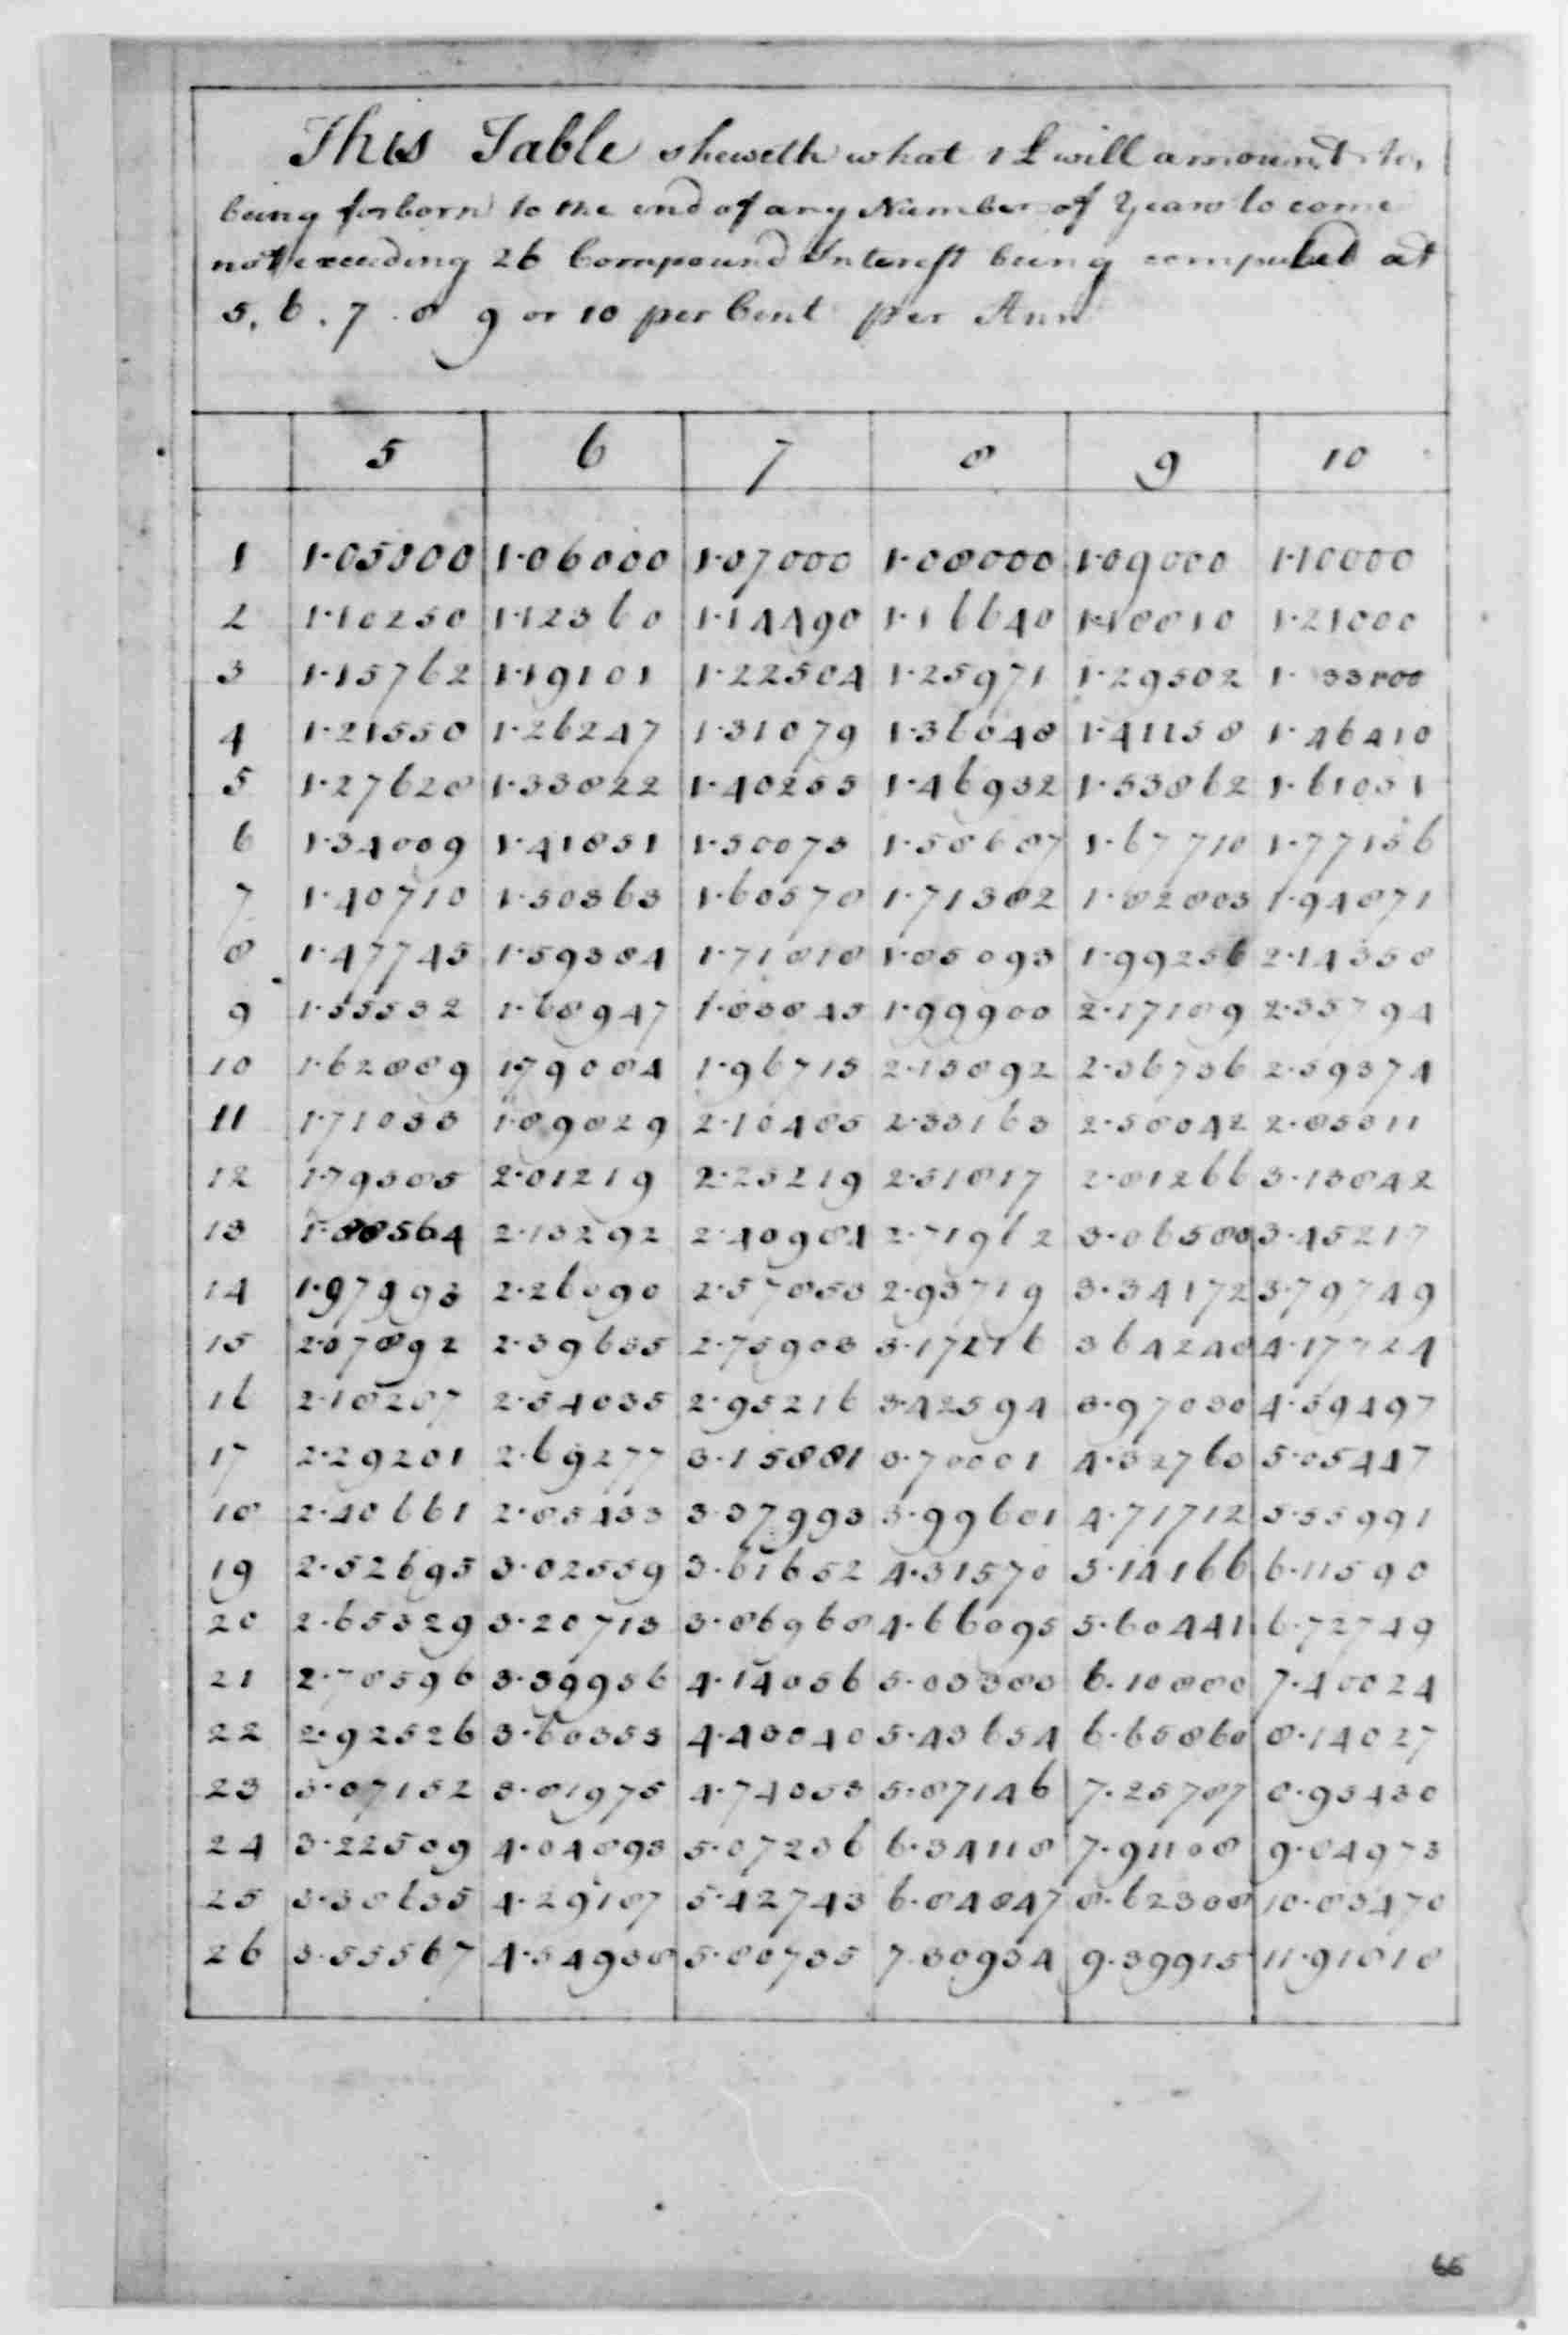 This Table sheweth what 1 £ will amount to,
being forborn to the end of any Number of Years to come
not exceeding 26 Compound Interest being computed at
5, 6. 7. 8 9 or 10 per Cent per Ann
5 6 7 8 9 10
1 1.05000 1.06000 1.07000 1.08000 1.09000 1.10000
2 1.10250 1.12360 1.14490 1.16640 1.18810 1.21000
3 1.15762 1.19101 1.22504 1.25971 1.29502 1.33100
4 1.21550 1.26247 1.31079 1.36048 1.41158 1.46410
5 1.27628 1.33822 1.40255 1.46932 1.53862 1.61051
6 1.34009 1.41851 1.50073 1.58687 1.67710 1.77156
7 1.40710 1.50363 1.60578 1.71382 1.82803 1.94871
8 1.47745 1.59384 1.71818 1.85093 1.99256 2.14358
9 1.55532 1.68947 1.83845 1.99900 2.17189 2.35794
10 1.62889 1.79084 1.96715 2.15892 2.36736 2.59374
11 1.71033 1.89829 2.10485 2.33163 2.58042 2.85311
12 1.79585 2.01219 2.25219 2.51817 2.81266 3.13842
13 1.88564 2.13292 2.40984 2.71962 3.06580 3.45217
14 1.97993 2.26090 2.57853 2.93719 3.34172 3.79749
15 2.07892 2.39655 2.75903 3.17216 3 64248 4.17724
16 2.18287 2.54035 2.95216 3.42594 3.97030 4.59497
17 2.29201 2.69277 3.15881 3.70001 4.32763 5.05447
18 2.40661 2.85433 3.37993 3.99601 4.71712 5.55991
19 2.52695 3.02559 3.61652 4.31570 5.14166 6.11590
20 2.65329 3.20713 3.86968 4.66095 5.60441 6.72749
21 2.78596 3.39956 4.14056 5.03383 6.10880 7.40024
22 2.92526 3.60353 4.43040 5.43654 6.65860 8.14027
23 3.07152 3.81975 4.74053 5.87146 7.25787 8.95430
24 3.22509 4.04893 5.07236 6.34118 7.91108 9.84973
25 3.38635 4.29187 5.42743 6.84847 8.62308 10.83470
26 3.55567 4.54938 5.80735 7.30934 9.39915 11.91818
66